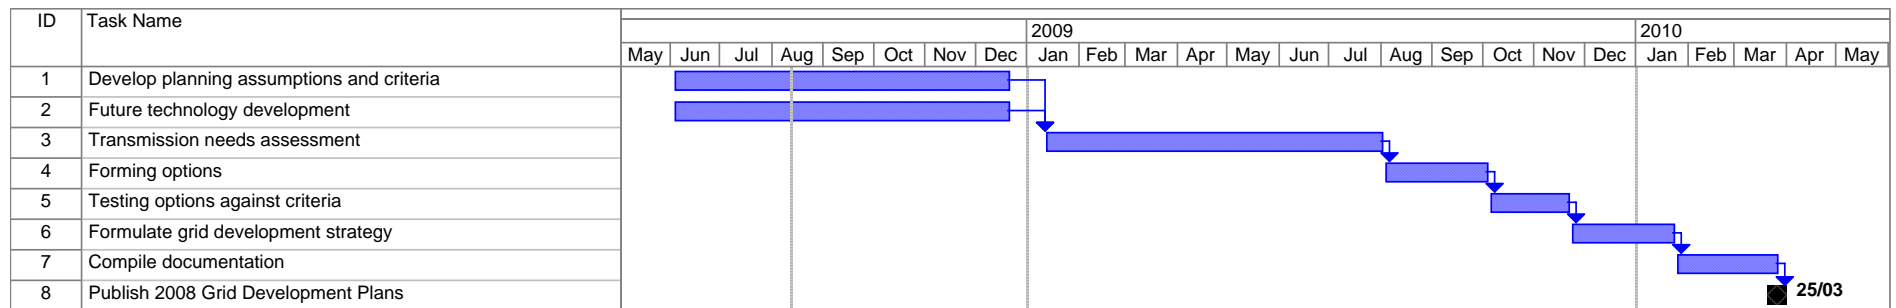 ID Task Name
2009 2010
May Jun Jul Aug Sep Oct Nov Dec Jan Feb Mar Apr May Jun Jul Aug Sep Oct Nov Dec Jan Feb Mar Apr May
1 Develop planning assumptions and criteria
2 Future technology development
3 Transmission needs assessment
4 Forming options
5 Testing options against criteria
6 Formulate grid development strategy
7 Compile documentation
8 Publish 2008 Grid Development Plans 25/03